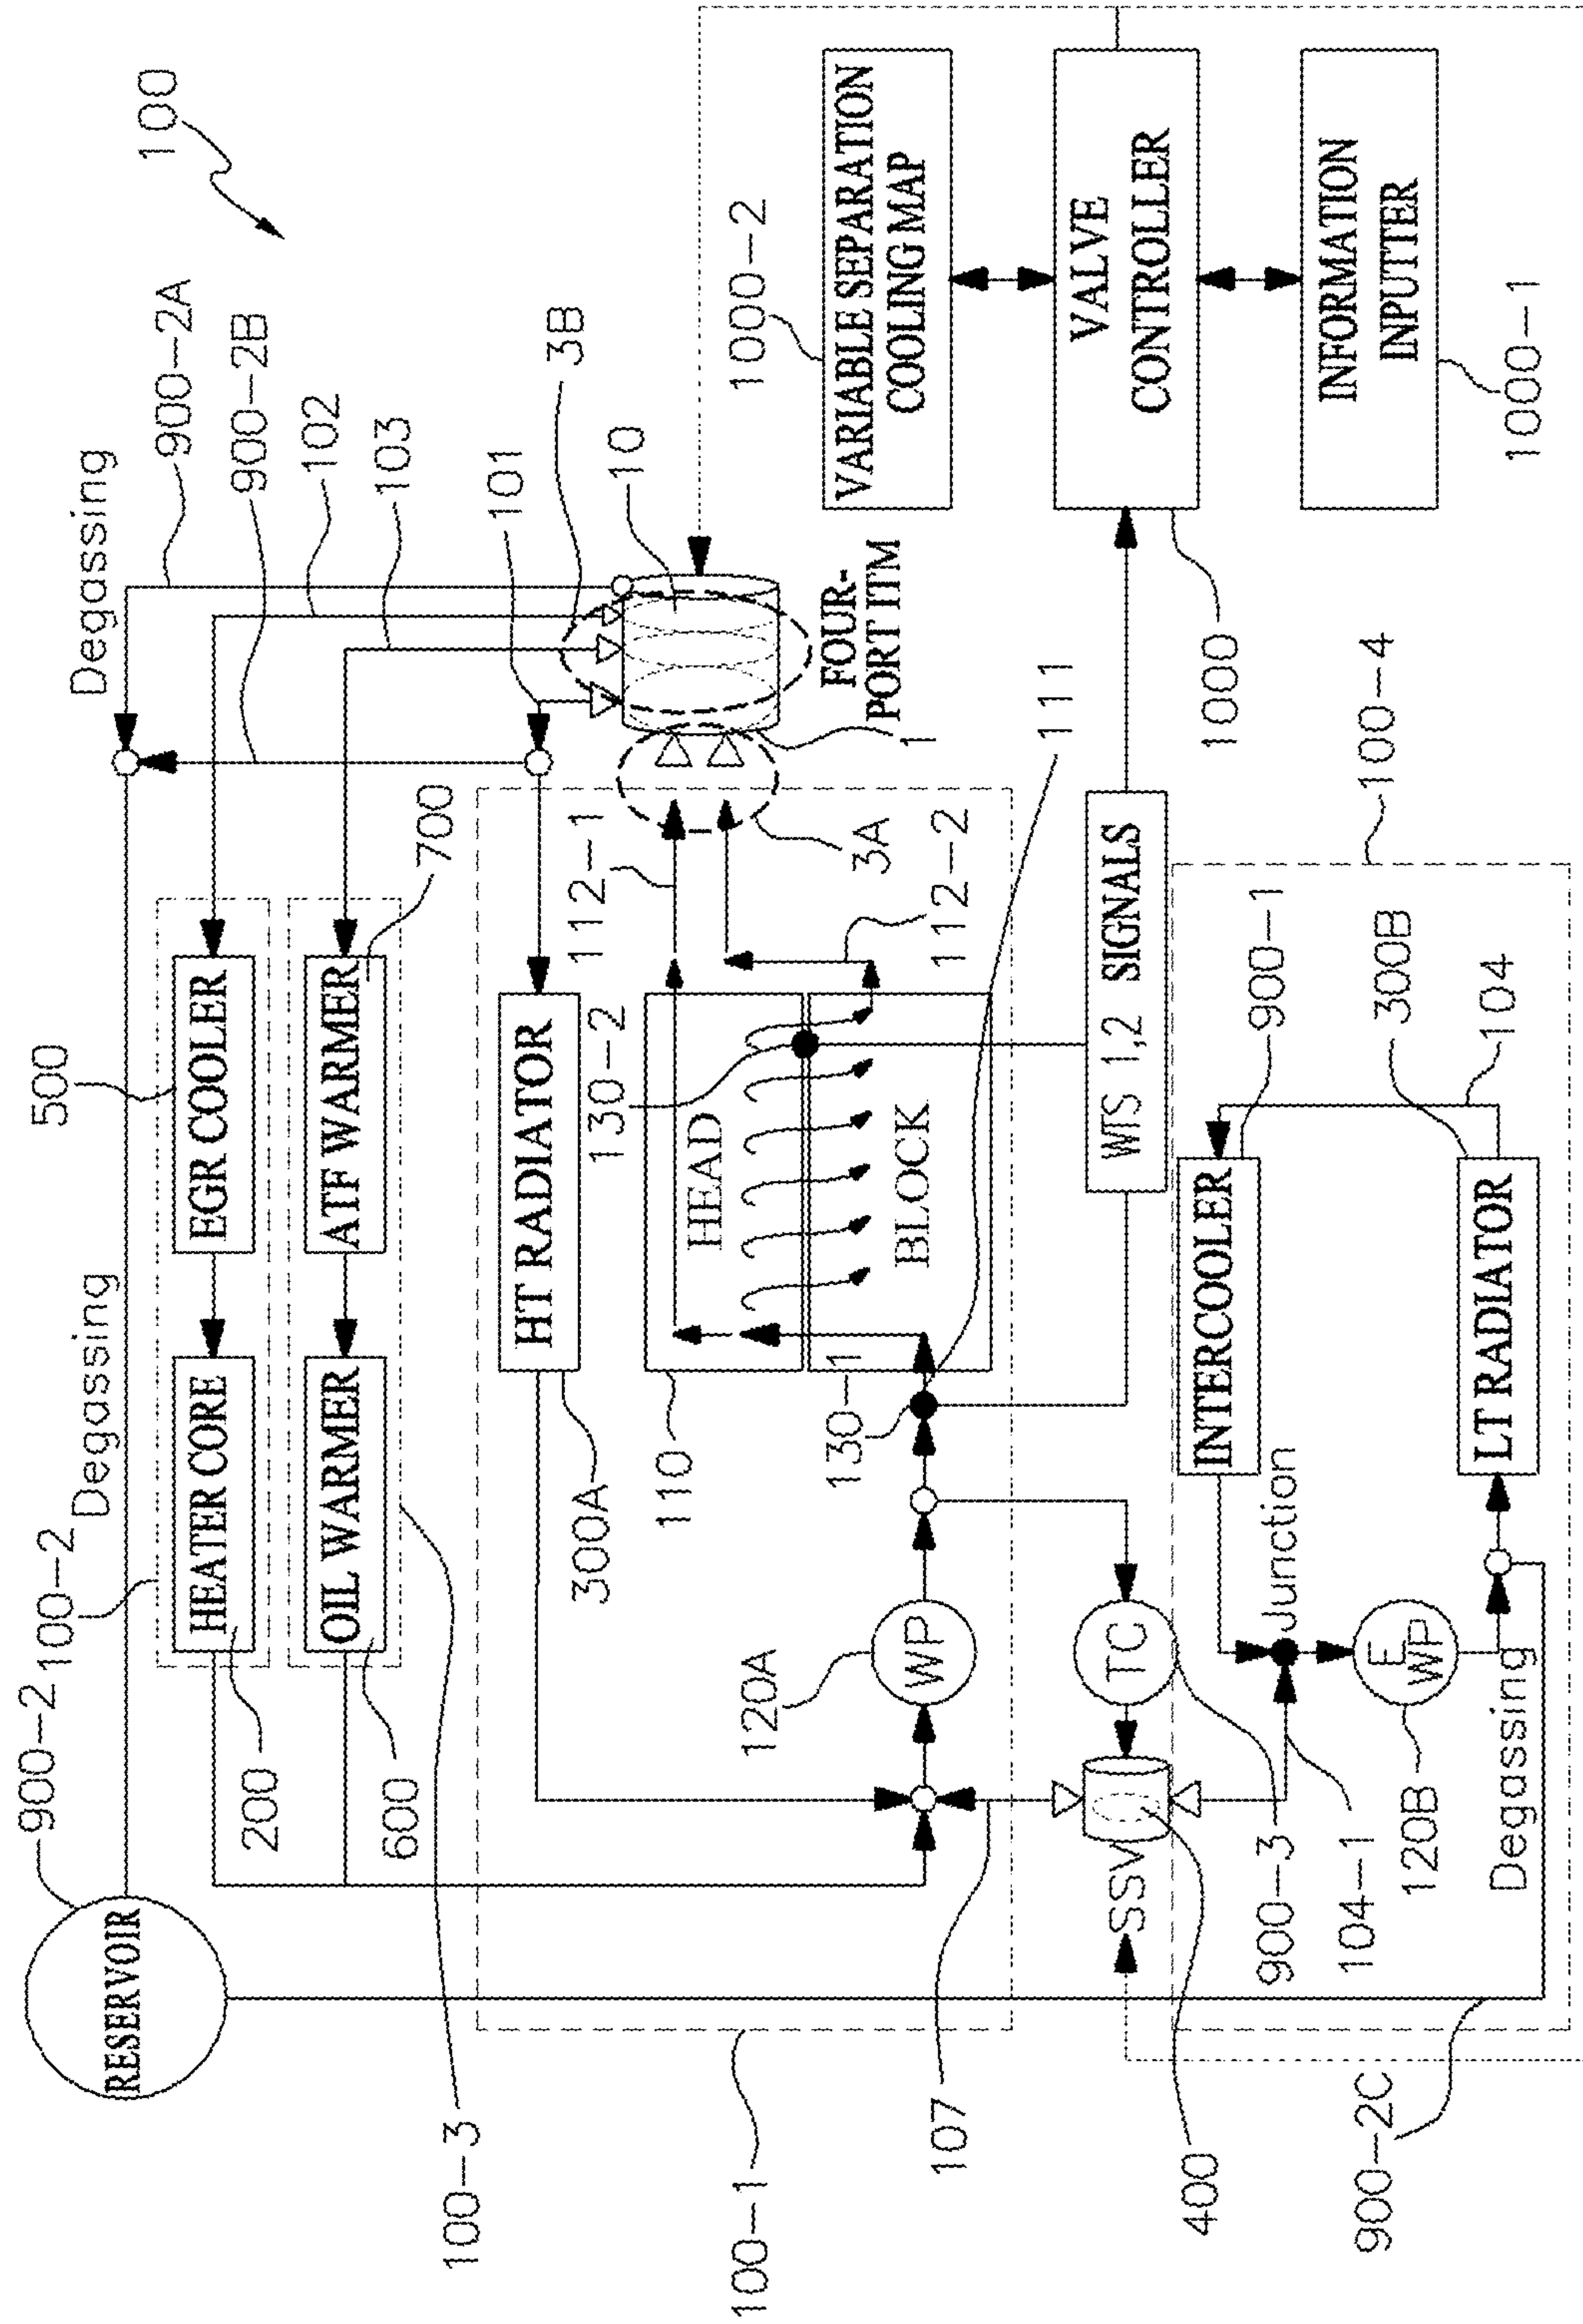 100
Degassing
900-2A
900-2B
102
103
101
3B
10
FOUR-
PORT ITM
1
3A
112-1
112-2
111
1000-2
VARIABLE SEPARATION
COOLING MAP
VALVE
CONTROLLER
1000
INFORMATION
INPUTTER
1000-1
900-2
RESERVOIR
Degassing
100-2
HEATER CORE
200
EGR COOLER
500
OIL WARMER
600
ATF WARMER
700
100-3
HT RADIATOR
300A
130-2
HEAD
BLOCK
110
130-1
120A
WP
100-1
107
WTS 1,2 SIGNALS
TC
SSV
400
900-3
100-4
INTERCOOLER
900-1
300B
104
LT RADIATOR
Junction
104-1
E
WP
120B
Degassing
900-2C